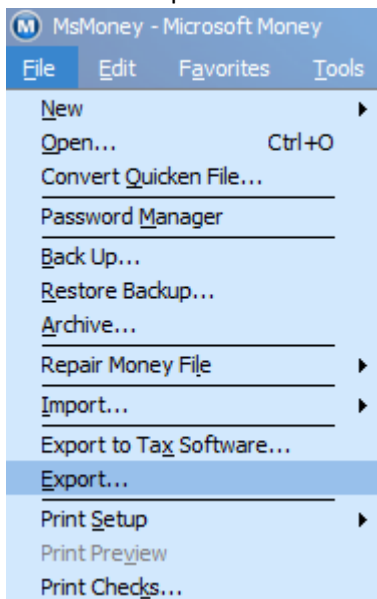 MsMoney - Microsoft Money
File Edit Favorites Tools
New
Open... Ctrl+O
Convert Quicken File...
Password Manager
Back Up...
Restore Backup...
Archive...
Repair Money File
Import...
Export to Tax Software...
Export...
Print Setup
Print Preview
Print Checks...